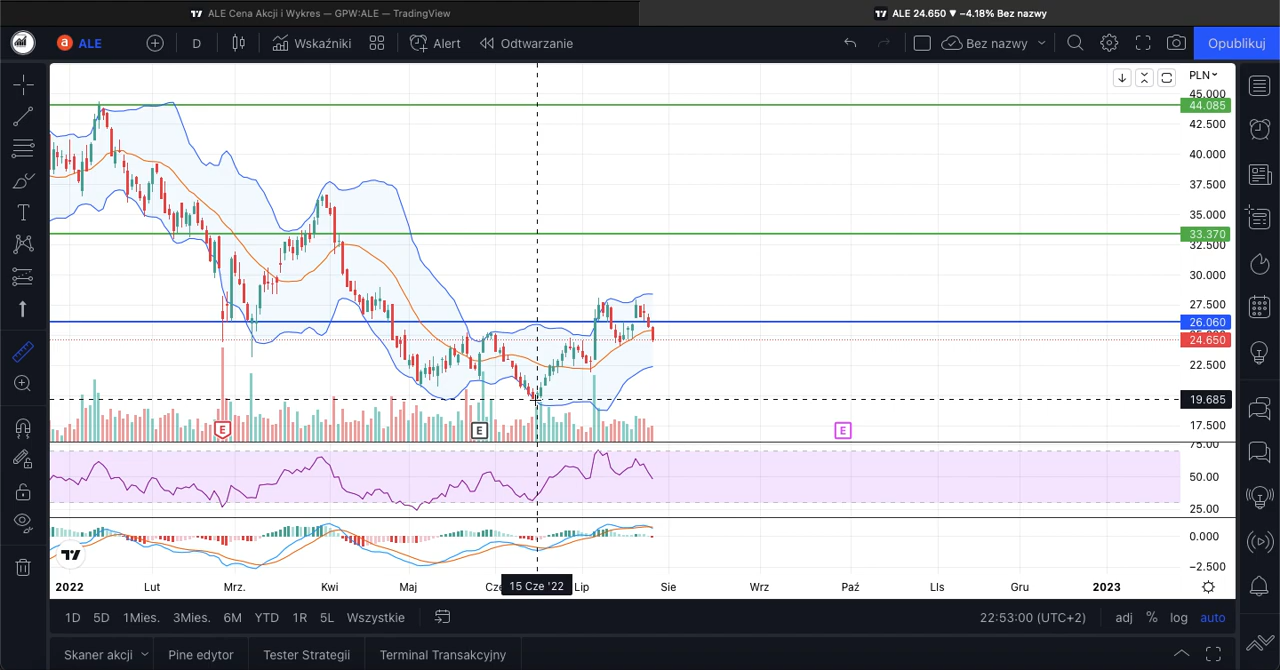 ALE Cena Akcji i Wykres — GPW:ALE — TradingView
ALE 24.650 ▼ −4.18% Bez nazwy
a ALE
D
Wskaźniki
Alert
Odtwarzanie
Bez nazwy
Opublikuj
PLN
45.000
44.085
42.500
40.000
37.500
35.000
33.370
32.500
30.000
27.500
26.060
24.650
22.500
19.685
17.500
E
E
E
75.00
50.00
25.00
0.000
−2.500
2022 Lut Mrz. Kwi Maj Cze 15 Cze '22 Lip Sie Wrz Paź LIs Gru 2023
1D 5D 1Mies. 3Mies. 6M YTD 1R 5L Wszystkie
22:53:00 (UTC+2) adj % log auto
Skaner akcji Pine edytor Tester Strategii Terminal Transakcyjny